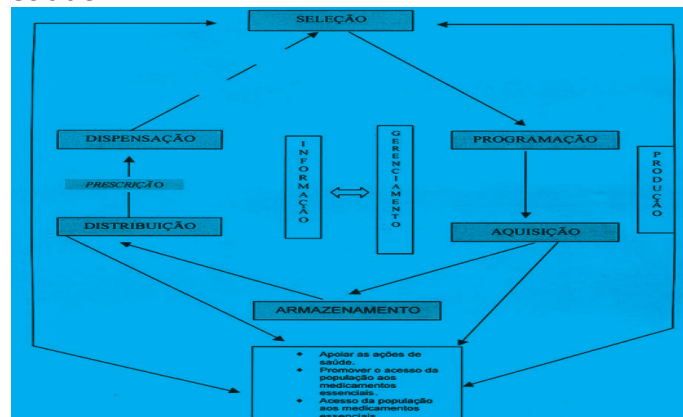 SELEÇÃO
DISPENSAÇÃO
INFORMAÇÃO
GERENCIAMENTO
PROGRAMAÇÃO
PRODUÇÃO
PRESCRIÇÃO
DISTRIBUIÇÃO
AQUISIÇÃO
ARMAZENAMENTO
• Apoiar as ações de
saúde.
• Promover o acesso da
população aos
medicamentos
essenciais.
• Acesso da população
aos medicamentos
essenciais